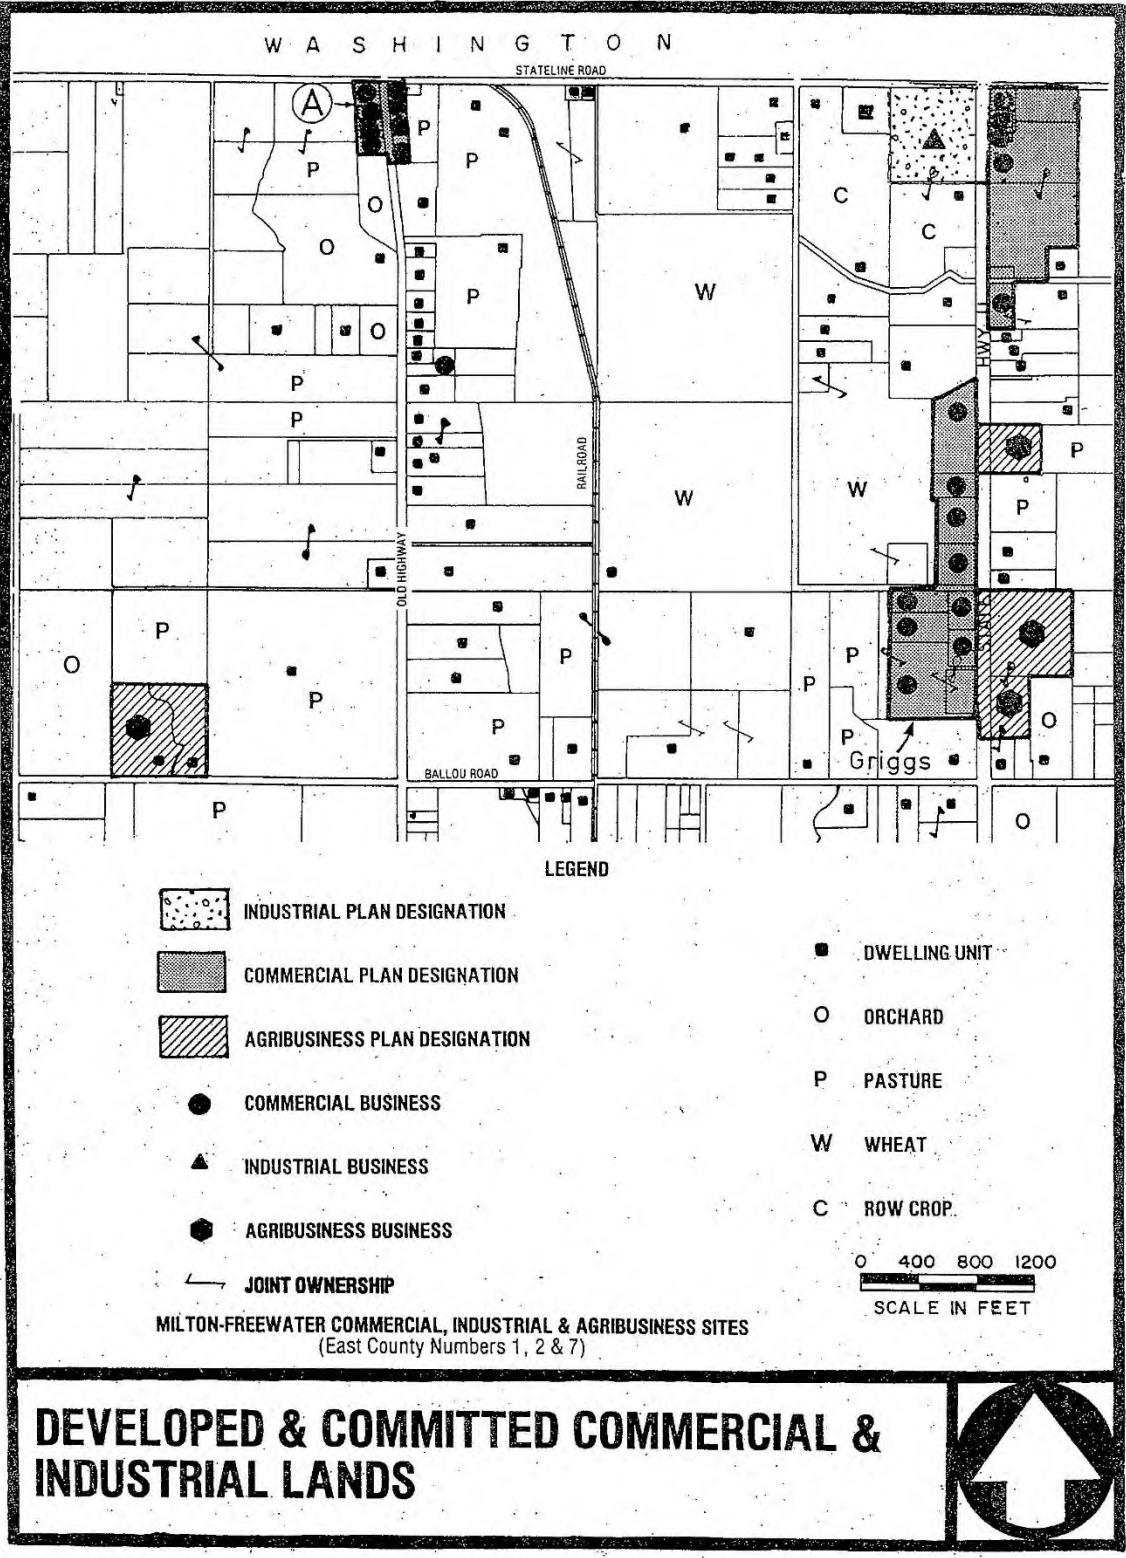 WASHINGTON
STATELINE ROAD
A
P
P
P
O
O
C
C
P
W
O
P
P
RAILROAD
W
W
P
P
OLD HIGHWAY
HWY 11
P
O
P
P
P
P
P
P
O
Griggs
BALLOU ROAD
P
O
LEGEND
INDUSTRIAL PLAN DESIGNATION
COMMERCIAL PLAN DESIGNATION
AGRIBUSINESS PLAN DESIGNATION
COMMERCIAL BUSINESS
INDUSTRIAL BUSINESS
AGRIBUSINESS BUSINESS
JOINT OWNERSHIP
DWELLING UNIT
O ORCHARD
P PASTURE
W WHEAT
C ROW CROP
0 400 800 1200
SCALE IN FEET
MILTON-FREEWATER COMMERCIAL, INDUSTRIAL & AGRIBUSINESS SITES
(East County Numbers 1, 2 & 7)
DEVELOPED & COMMITTED COMMERCIAL &
INDUSTRIAL LANDS